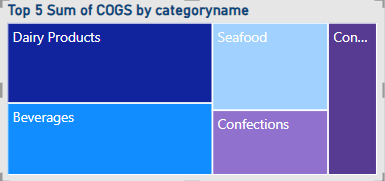 Top 5 Sum of COGS by categoryname
Dairy Products
Seafood
Con...
Beverages
Confections